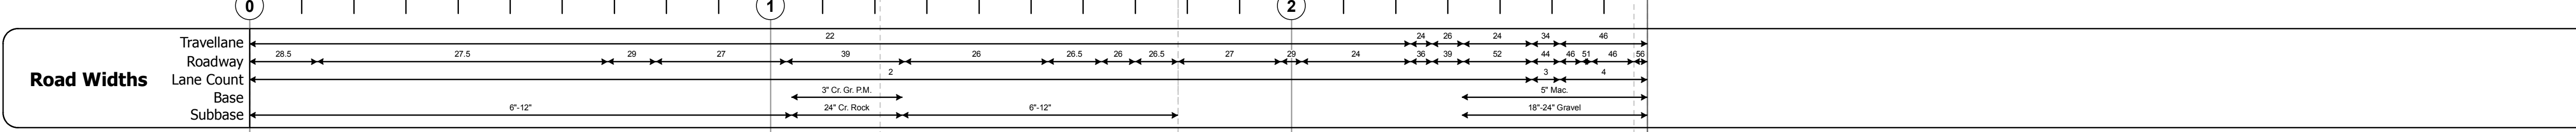 0 1 2
Travellane 22 24 26 24 34 46
Roadway 28.5 27.5 29 27 39 26 26.5 26 26.5 27 29 24 36 39 52 44 46 51 46 56
Road Widths
Lane Count 2 3 4
Base 3" Cr. Gr. P.M. 5" Mac.
Subbase 6"-12" 24" Cr. Rock 6"-12" 18"-24" Gravel